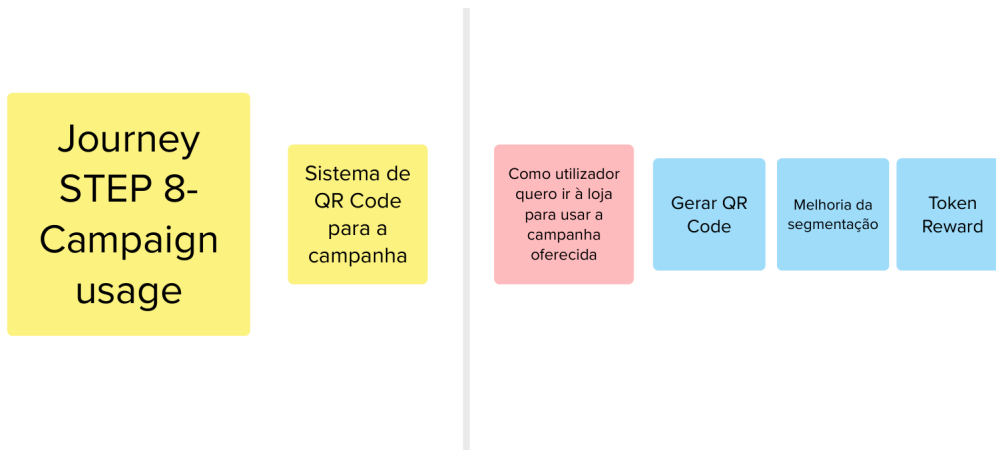 Journey
STEP 8-
Campaign
usage
Sistema de
QR Code
para a
campanha
Como utilizador
quero ir à loja
para usar a
campanha
oferecida
Gerar QR
Code
Melhoria da
segmentação
Token
Reward